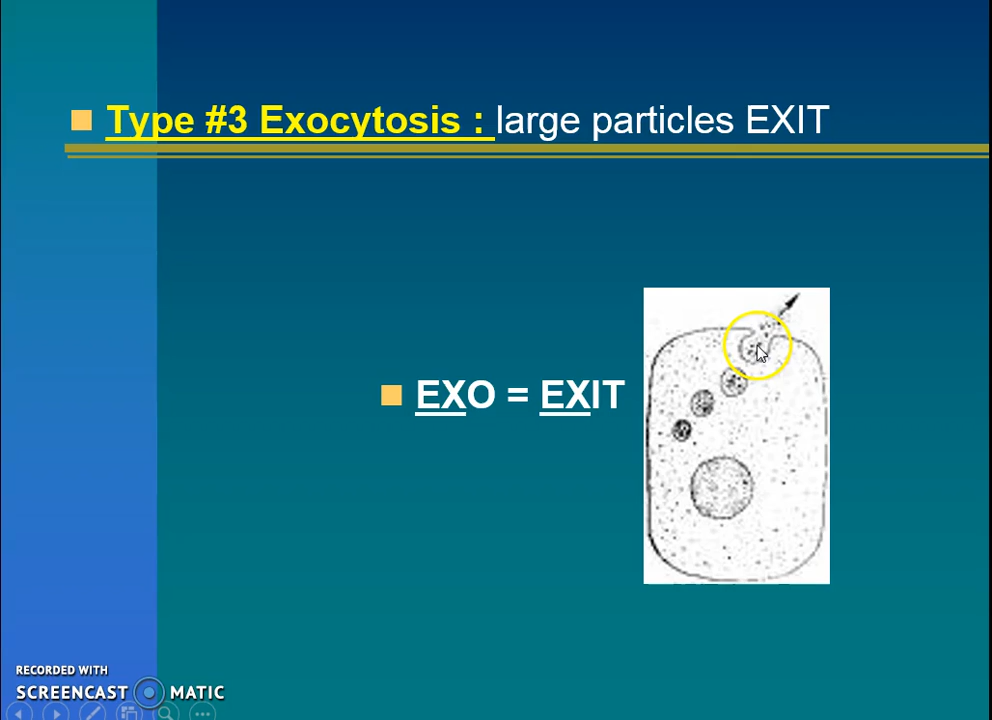 Type #3 Exocytosis : large particles EXIT
EXO = EXIT
RECORDED WITH
SCREENCAST MATIC